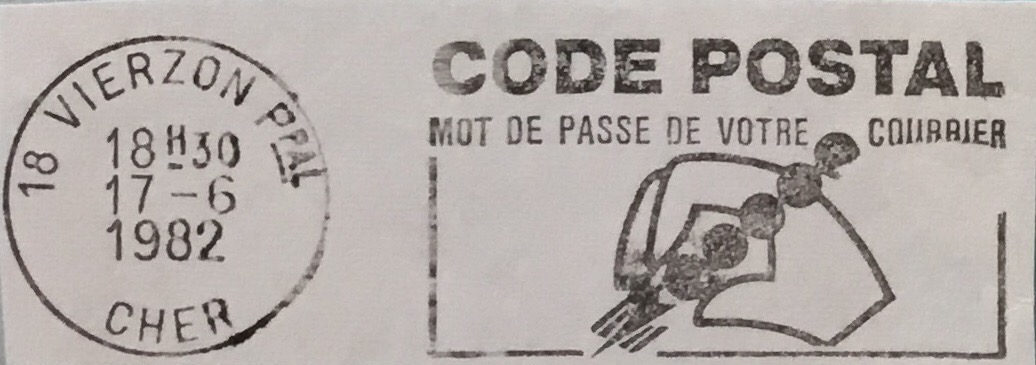 18 VIERZON PPAL
18H30
17-6
1982
CHER
CODE POSTAL
MOT DE PASSE DE VOTRE COURRIER